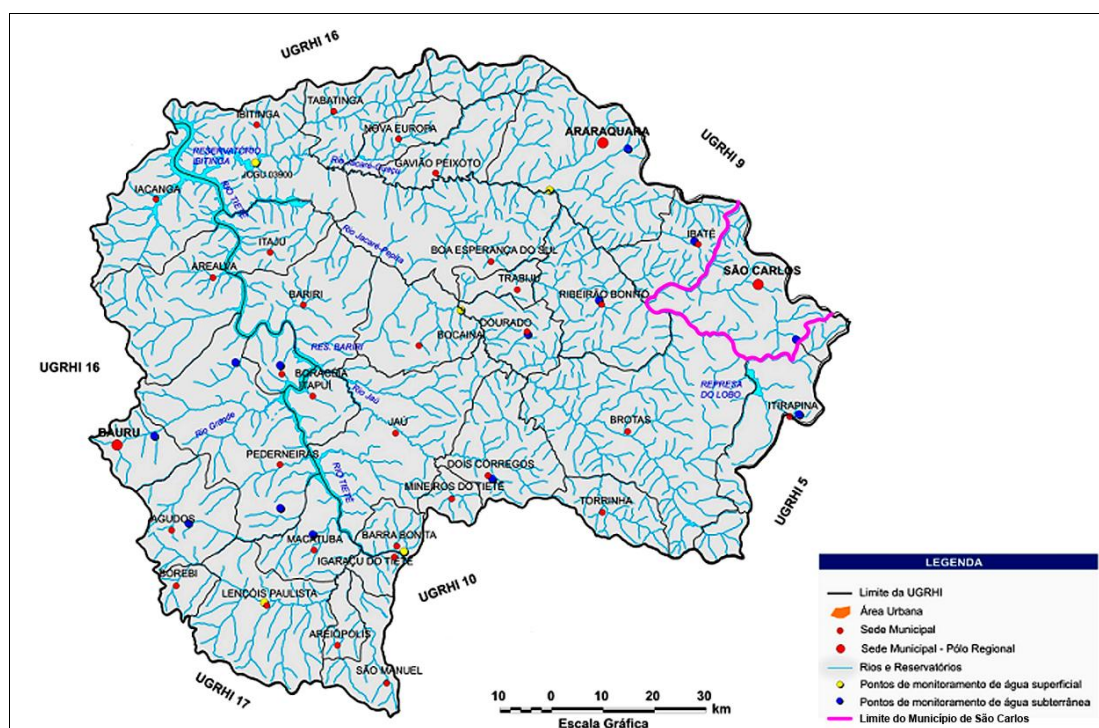 UGRHI 16
TABATINGA
IBITINGA
NOVA EUROPA
ARARAQUARA
UGRHI 9
RESERVATÓRIO
IBITINGA
JCGU 03900
Rio Jacaré-Guaçu
GAVIÃO PEIXOTO
IACANGA
RIO TIETÊ
IBATÉ
ITAJU
Rio Jacaré-Pepira
BOA ESPERANÇA DO SUL
SÃO CARLOS
AREALVA
TRABIJU
BARIRI
RIBEIRÃO BONITO
DOURADO
BOCAINA
RES. BARIRI
UGRHI 16
BORACÉIA
ITAPUÍ
REPRESA
DO LOBO
Rio Jaú
ITIRAPINA
Rio Grande
JAÚ
BROTAS
BAURU
PEDERNEIRAS
RIO TIETÊ
DOIS CORREGOS
MINEIROS DO TIETÊ
UGRHI 5
TORRINHA
AGUDOS
BARRA BONITA
MACATUBA
IGARAÇU DO TIETÊ
BOREBI
UGRHI 10
LENÇÓIS PAULISTA
AREIÓPOLIS
SÃO MANUEL
UGRHI 17
10 0 10 20 30
km
Escala Gráfica
LEGENDA
Limite da UGRHI
Área Urbana
Sede Municipal
Sede Municipal - Pólo Regional
Rios e Reservatórios
Pontos de monitoramento de água superficial
Pontos de monitoramento de água subterrânea
Limite do Município de São Carlos